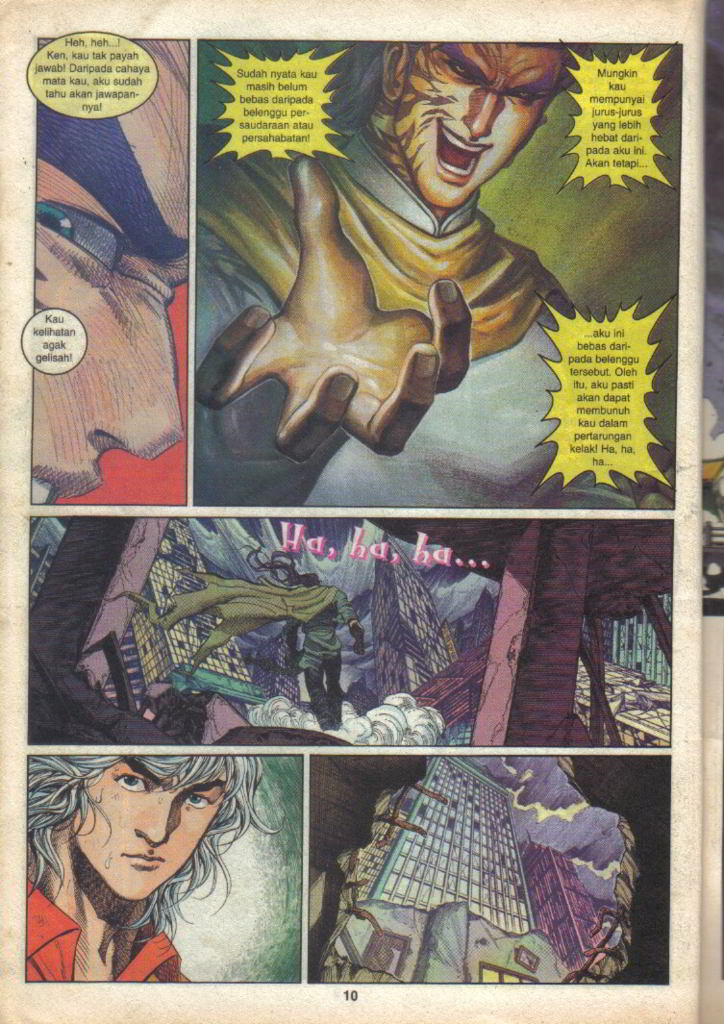 Heh, heh...!
Ken, kau tak payah
jawab! Daripada cahaya
mata kau, aku sudah
tahu akan jawapan-
nya!
Kau
kelihatan
agak
gelisah!
Sudah nyata kau
masih belum
bebas daripada
belenggu per-
saudaraan atau
persahabatan!
Mungkin
kau
mempunyai
jurus-jurus
yang lebih
hebat dari-
pada aku ini.
Akan tetapi...
...aku ini
bebas dari-
pada belenggu
tersebut. Oleh
itu, aku pasti
akan dapat
membunuh
kau dalam
pertarungan
kelak! Ha, ha,
ha...
Ha, ha, ha...
10